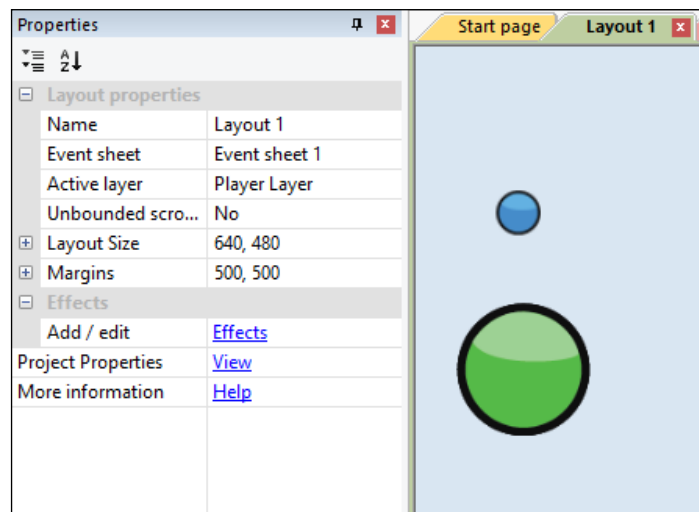 Properties
Start page
Layout 1
Layout properties
Name Layout 1
Event sheet Event sheet 1
Active layer Player Layer
Unbounded scro... No
Layout Size 640, 480
Margins 500, 500
Effects
Add / edit Effects
Project Properties View
More information Help